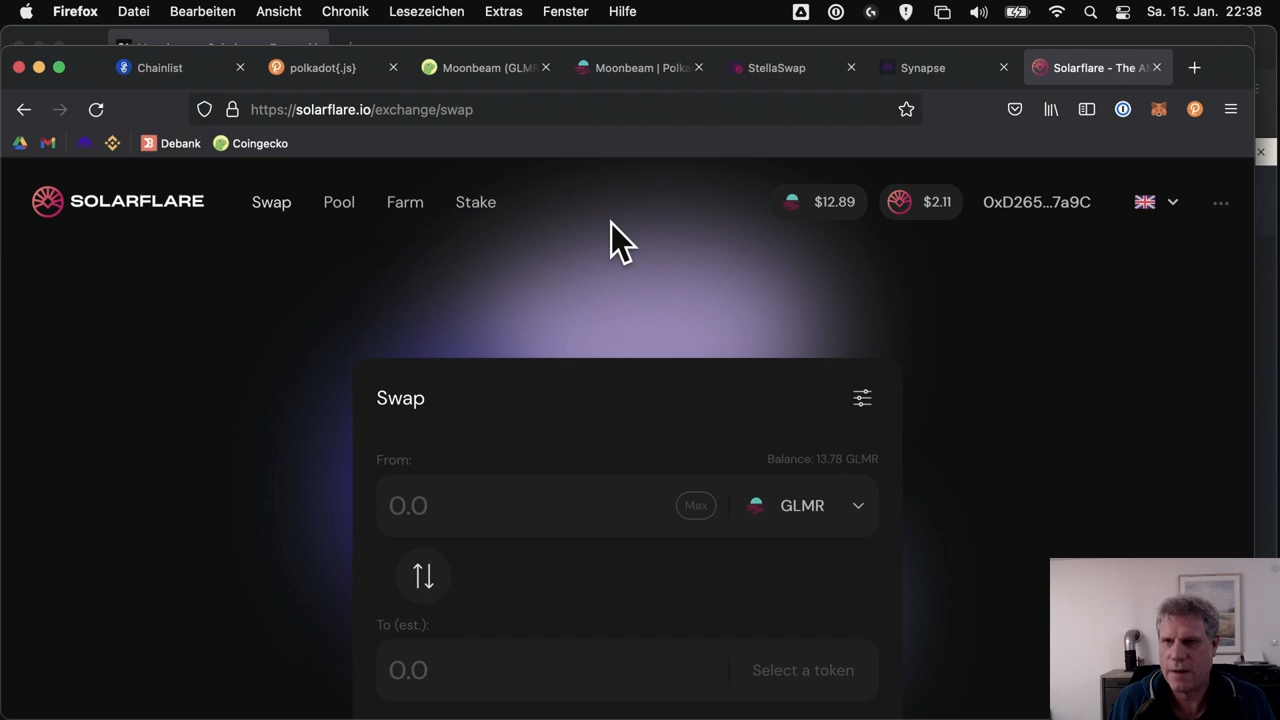 Firefox Datei Bearbeiten Ansicht Chronik Lesezeichen Extras Fenster Hilfe Sa. 15. Jan. 22:38
Chainlist polkadot{.js} Moonbeam (GLMR Moonbeam | Polka StellaSwap Synapse Solarflare - The A
https://solarflare.io/exchange/swap
Debank Coingecko
SOLARFLARE Swap Pool Farm Stake $12.89 $2.11 0xD265...7a9C
Swap
From: Balance: 13.78 GLMR
0.0 Max GLMR
To (est.):
0.0 Select a token